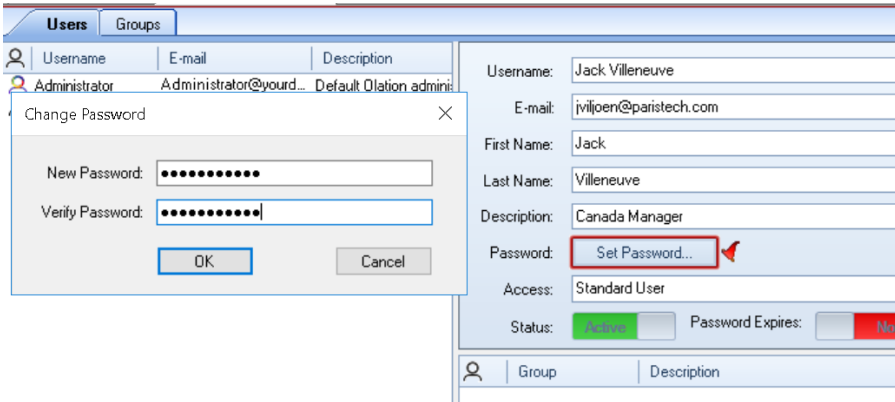 Users Groups
Username E-mail Description
Administrator Administrator@yourd... Default Olation admini
Change Password
New Password:
Verify Password:
OK Cancel
Username: Jack Villeneuve
E-mail: jviljoen@paristech.com
First Name: Jack
Last Name: Villeneuve
Description: Canada Manager
Password: Set Password...
Access: Standard User
Status: Active Password Expires: No
Group Description